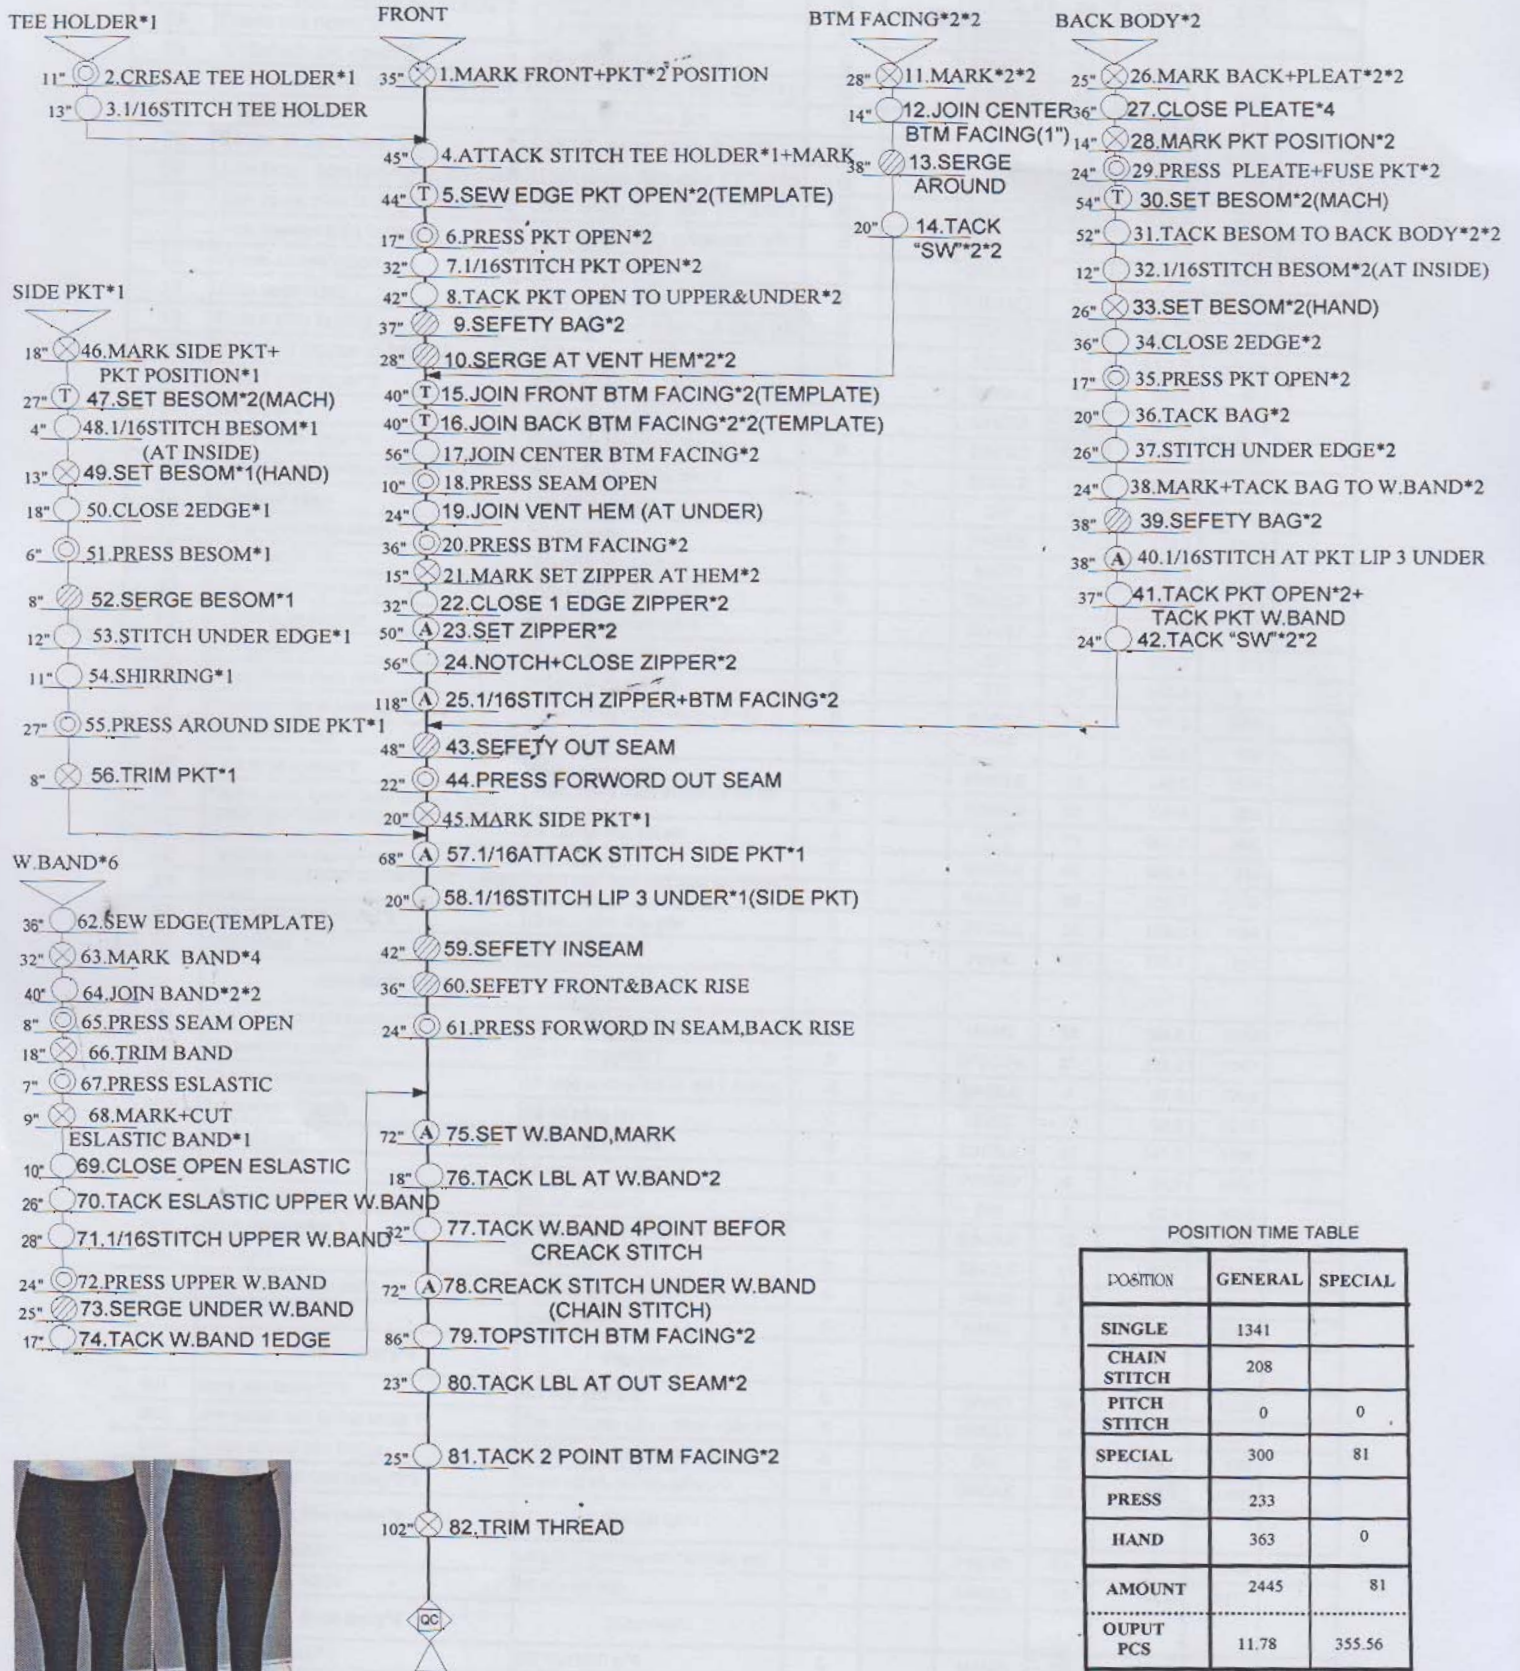 TEE HOLDER*1
11" 2.CRESAE TEE HOLDER*1
13" 3.1/16STITCH TEE HOLDER
FRONT
35" 1.MARK FRONT+PKT*2 POSITION
45" 4.ATTACK STITCH TEE HOLDER*1+MARK
44" T 5.SEW EDGE PKT OPEN*2(TEMPLATE)
17" 6.PRESS PKT OPEN*2
32" 7.1/16STITCH PKT OPEN*2
42" 8.TACK PKT OPEN TO UPPER&UNDER*2
37" 9.SEFETY BAG*2
28" 10.SERGE AT VENT HEM*2*2
BTM FACING*2*2
28" 11.MARK*2*2
14" 12.JOIN CENTER
BTM FACING(1")
38" 13.SERGE
AROUND
20" 14.TACK
"SW"*2*2
40" T 15.JOIN FRONT BTM FACING*2(TEMPLATE)
40" T 16.JOIN BACK BTM FACING*2*2(TEMPLATE)
56" 17.JOIN CENTER BTM FACING*2
10" 18.PRESS SEAM OPEN
24" 19.JOIN VENT HEM (AT UNDER)
36" 20.PRESS BTM FACING*2
15" 21.MARK SET ZIPPER AT HEM*2
32" 22.CLOSE 1 EDGE ZIPPER*2
50" A 23.SET ZIPPER*2
56" 24.NOTCH+CLOSE ZIPPER*2
118" A 25.1/16STITCH ZIPPER+BTM FACING*2
BACK BODY*2
25" 26.MARK BACK+PLEAT*2*2
36" 27.CLOSE PLEATE*4
14" 28.MARK PKT POSITION*2
24" 29.PRESS PLEATE+FUSE PKT*2
54" T 30.SET BESOM*2(MACH)
52" 31.TACK BESOM TO BACK BODY*2*2
12" 32.1/16STITCH BESOM*2(AT INSIDE)
26" 33.SET BESOM*2(HAND)
36" 34.CLOSE 2EDGE*2
17" 35.PRESS PKT OPEN*2
20" 36.TACK BAG*2
26" 37.STITCH UNDER EDGE*2
24" 38.MARK+TACK BAG TO W.BAND*2
38" 39.SEFETY BAG*2
38" A 40.1/16STITCH AT PKT LIP 3 UNDER
37" 41.TACK PKT OPEN*2+
TACK PKT W.BAND
24" 42.TACK "SW"*2*2
48" 43.SEFETY OUT SEAM
22" 44.PRESS FORWORD OUT SEAM
20" 45.MARK SIDE PKT*1
SIDE PKT*1
18" 46.MARK SIDE PKT+
PKT POSITION*1
27" T 47.SET BESOM*2(MACH)
4" 48.1/16STITCH BESOM*1
(AT INSIDE)
13" 49.SET BESOM*1(HAND)
18" 50.CLOSE 2EDGE*1
6" 51.PRESS BESOM*1
8" 52.SERGE BESOM*1
12" 53.STITCH UNDER EDGE*1
11" 54.SHIRRING*1
27" 55.PRESS AROUND SIDE PKT*1
8" 56.TRIM PKT*1
68" A 57.1/16ATTACK STITCH SIDE PKT*1
20" 58.1/16STITCH LIP 3 UNDER*1(SIDE PKT)
42" 59.SEFETY INSEAM
36" 60.SEFETY FRONT&BACK RISE
24" 61.PRESS FORWORD IN SEAM,BACK RISE
W.BAND*6
36" 62.SEW EDGE(TEMPLATE)
32" 63.MARK BAND*4
40" 64.JOIN BAND*2*2
8" 65.PRESS SEAM OPEN
18" 66.TRIM BAND
7" 67.PRESS ESLASTIC
9" 68.MARK+CUT
ESLASTIC BAND*1
10" 69.CLOSE OPEN ESLASTIC
26" 70.TACK ESLASTIC UPPER W.BAND
28" 71.1/16STITCH UPPER W.BAND
24" 72.PRESS UPPER W.BAND
25" 73.SERGE UNDER W.BAND
17" 74.TACK W.BAND 1EDGE
72" A 75.SET W.BAND,MARK
18" 76.TACK LBL AT W.BAND*2
32" 77.TACK W.BAND 4POINT BEFOR
CREACK STITCH
72" A 78.CREACK STITCH UNDER W.BAND
(CHAIN STITCH)
86" 79.TOPSTITCH BTM FACING*2
23" 80.TACK LBL AT OUT SEAM*2
25" 81.TACK 2 POINT BTM FACING*2
102" 82.TRIM THREAD
QC
POSITION TIME TABLE
POSITION GENERAL SPECIAL
SINGLE 1341
CHAIN
STITCH 208
PITCH
STITCH 0 0
SPECIAL 300 81
PRESS 233
HAND 363 0
AMOUNT 2445 81
OUPUT
PCS 11.78 355.56